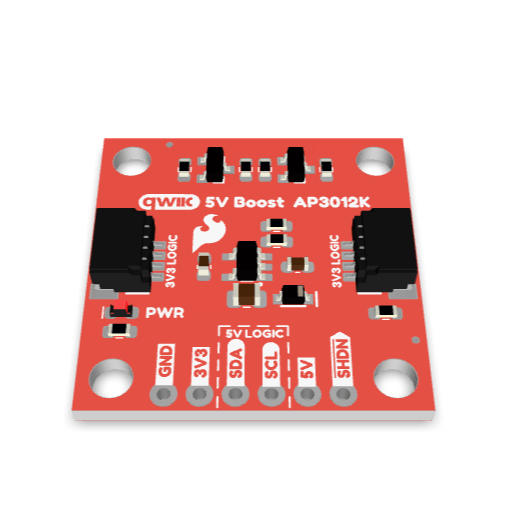 qwiic 5V Boost AP3012K
3V3 LOGIC
3V3 LOGIC
PWR
5V LOGIC
GND
3V3
SDA
SCL
5V
SHDN